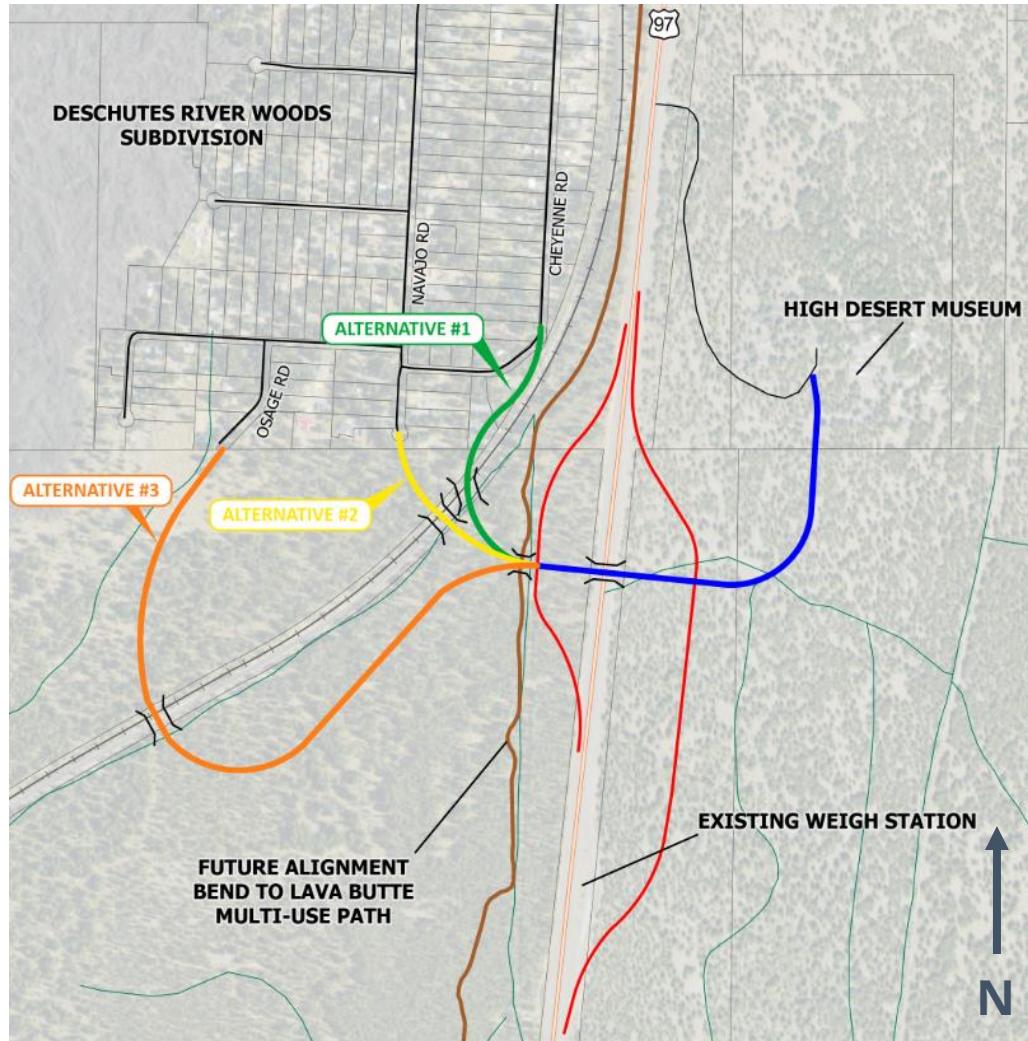 97
DESCHUTES RIVER WOODS
SUBDIVISION
NAVAJO RD
CHEYENNE RD
HIGH DESERT MUSEUM
ALTERNATIVE #1
OSAGE RD
ALTERNATIVE #3
ALTERNATIVE #2
EXISTING WEIGH STATION
FUTURE ALIGNMENT
BEND TO LAVA BUTTE
MULTI-USE PATH
N